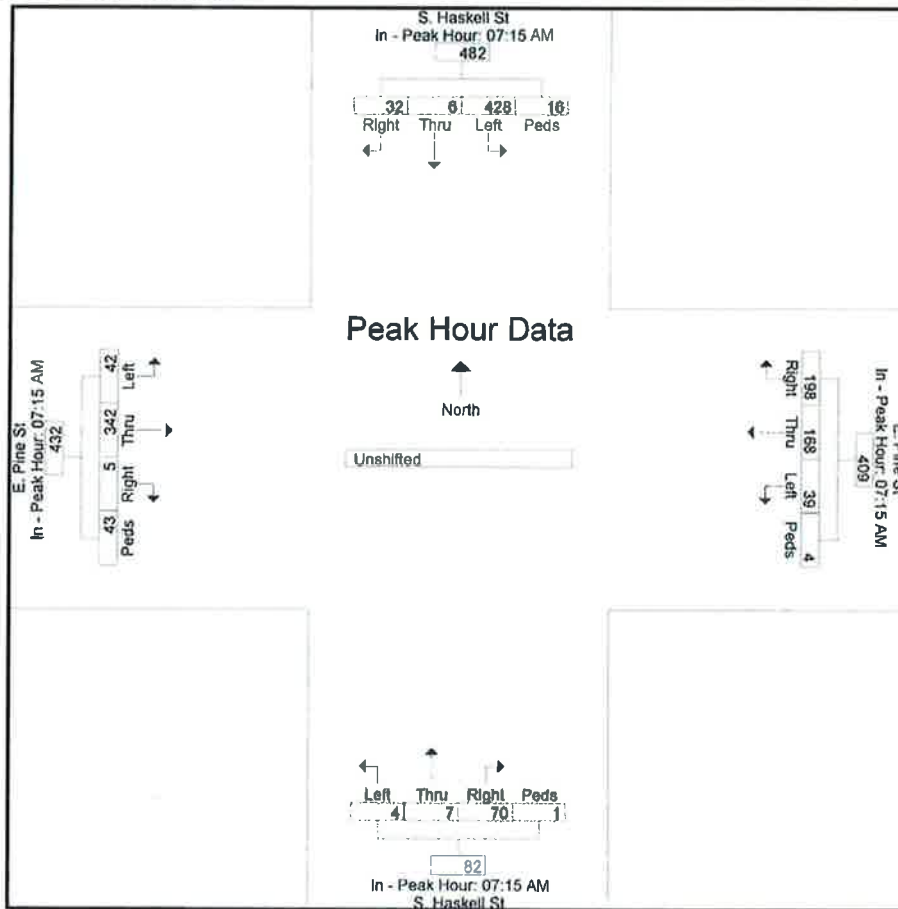 S. Haskell St
In - Peak Hour: 07:15 AM
482
32 6 428 16
Right Thru Left Peds
Peak Hour Data
North
Unshifted
E. Pine St
In - Peak Hour: 07:15 AM
432
42 342 5 43
Left Thru Right Peds
E. Pine St
In - Peak Hour: 07:15 AM
409
198 168 39 4
Right Thru Left Peds
Left Thru Right Peds
4 7 70 1
82
In - Peak Hour: 07:15 AM
S. Haskell St